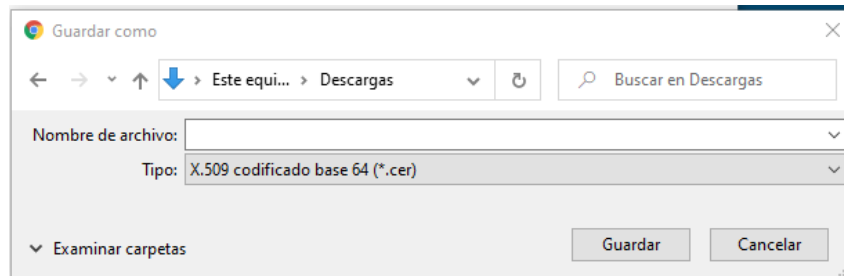 Guardar como
Este equi... > Descargas
Buscar en Descargas
Nombre de archivo:
Tipo: X.509 codificado base 64 (*.cer)
Examinar carpetas
Guardar
Cancelar